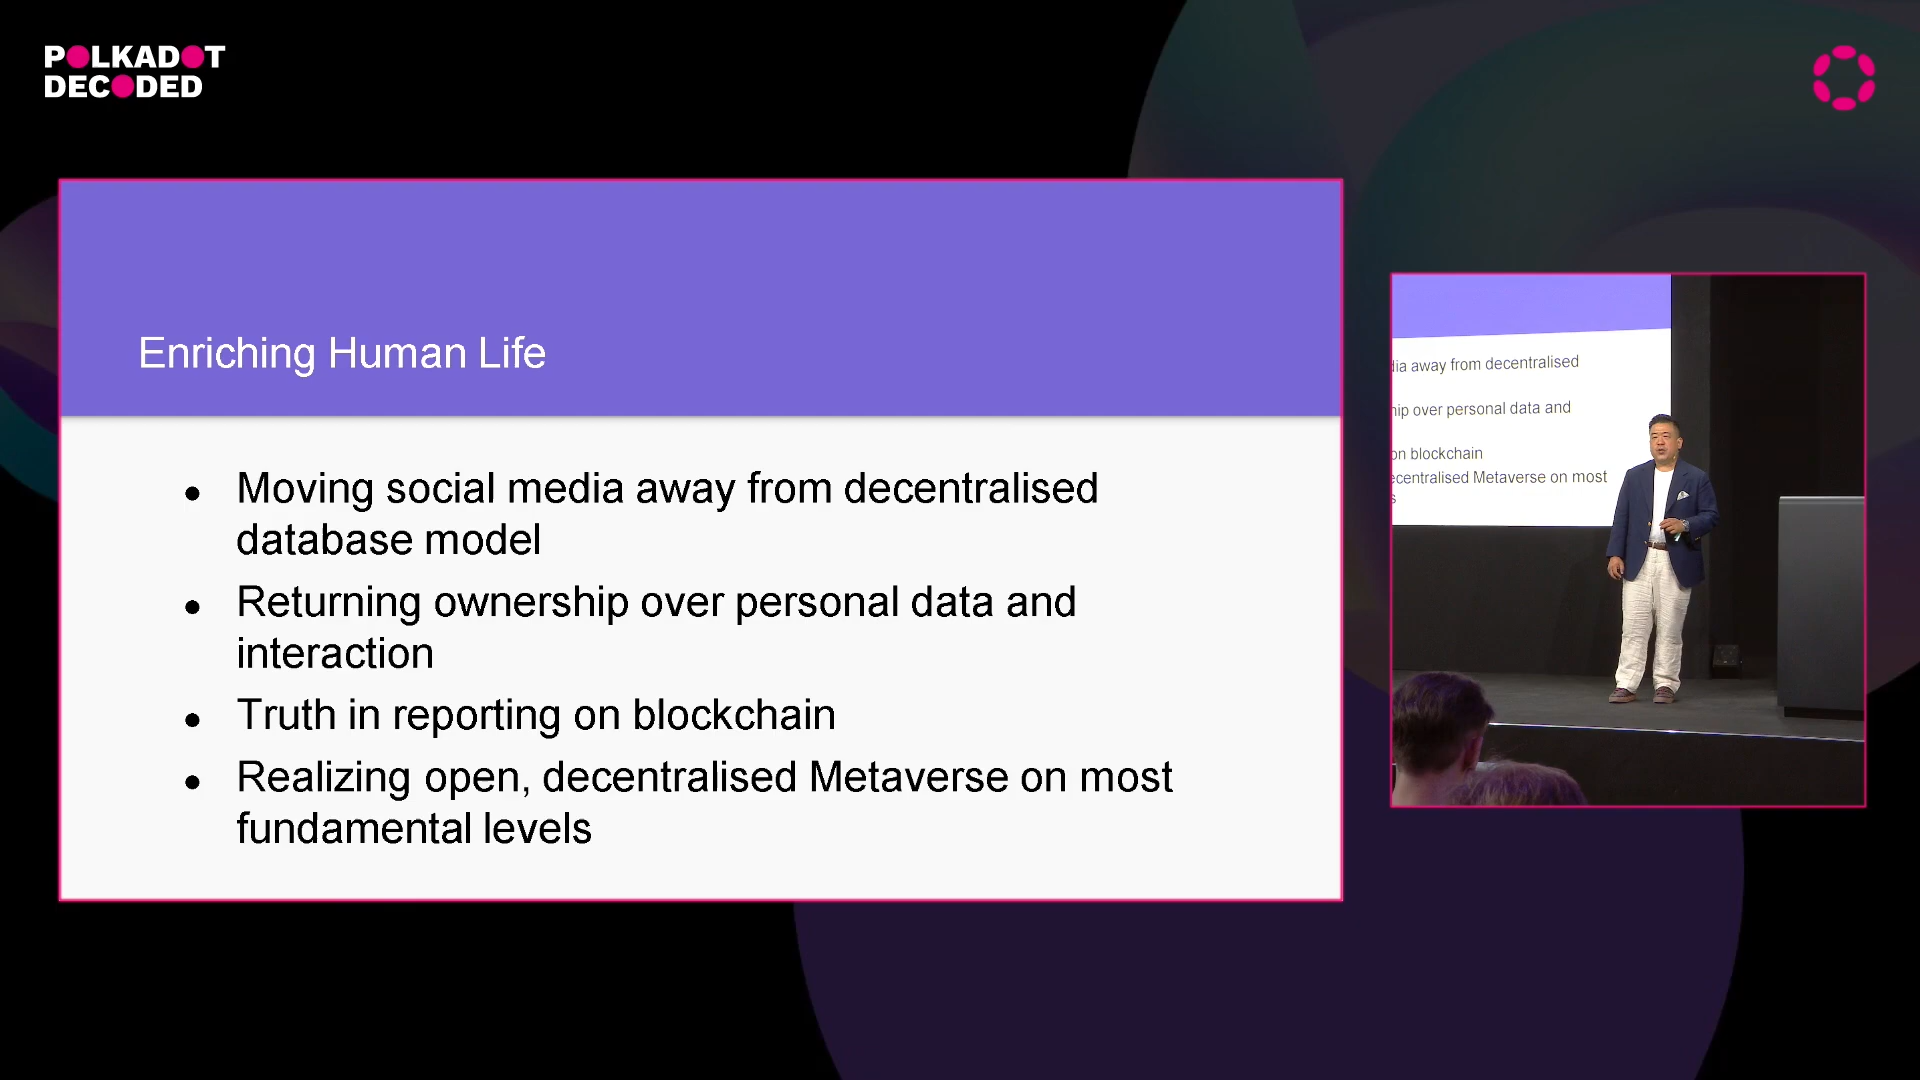 POLKADOT
DECODED
Enriching Human Life
● Moving social media away from decentralised
database model
● Returning ownership over personal data and
interaction
● Truth in reporting on blockchain
● Realizing open, decentralised Metaverse on most
fundamental levels
away from decentralised
over personal data and
on blockchain
Metaverse on most